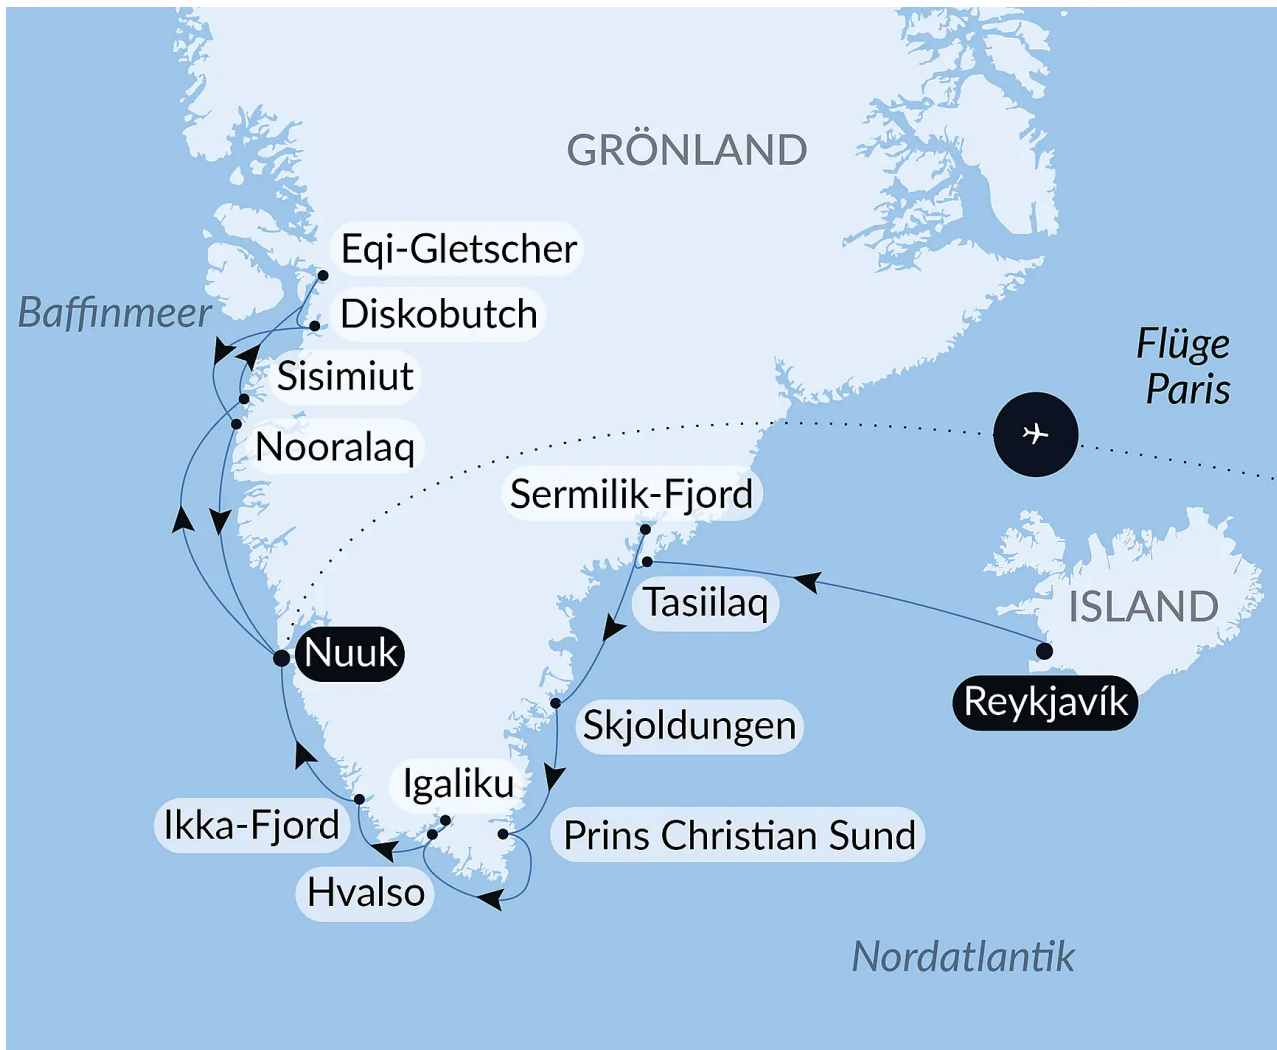 GRÖNLAND
Eqi-Gletscher
Baffinmeer
Diskobutch
Flüge
Paris
Sisimiut
Nooralaq
Sermilik-Fjord
Tasiilaq
ISLAND
Nuuk
Reykjavík
Skjoldungen
Igaliku
Ikka-Fjord
Prins Christian Sund
Hvalso
Nordatlantik